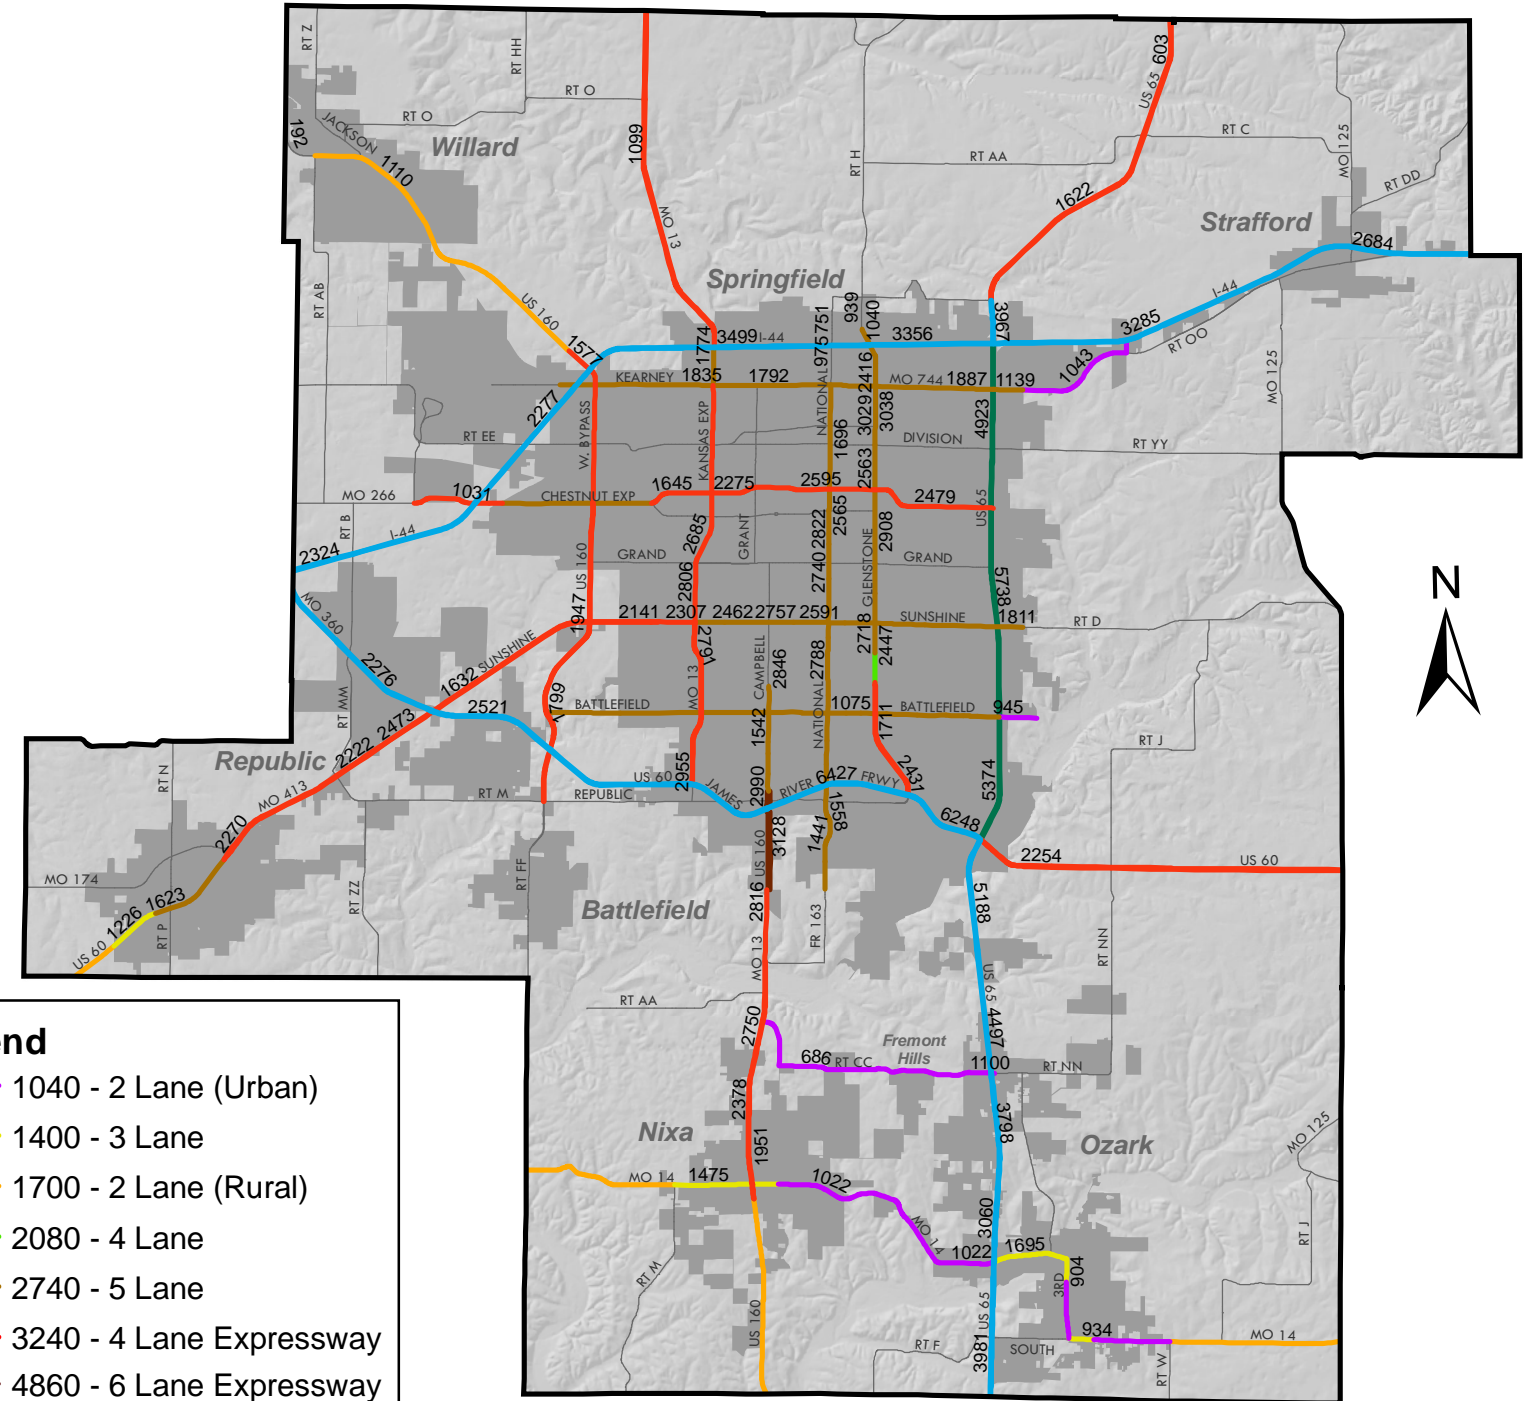 RT Z
RT HH
603
US 65
RT O
RT O
1099
RT H
RT C
RT AA
MO 125
RT DD
192
JACKSON
Willard
1110
MO 13
1622
Strafford
2684
RT AB
US 160
Springfield
939
1040
3967
I-44
3285
RT OO
1577
1774
3499
I-44
751
975
3356
MO 125
KEARNEY
1835
1792
NATIONAL
2416
MO 744
1887
1139
1043
2277
W. BYPASS
KANSAS EXP
1696
3029
3038
4923
RT EE
DIVISION
RT YY
2563
MO 266
1031
CHESTNUT EXP
1645
2275
2595
2479
US 65
RT B
I-44
2324
2685
GRANT
2822
2565
2908
US 160
GRAND
GRAND
2806
2740
GLENSTONE
5738
MO 360
1947
2141
2307
2462
2757
2591
SUNSHINE
1811
RT D
2276
1632
SUNSHINE
2791
CAMPBELL
2846
2788
2718
2447
RT MM
2521
1799
BATTLEFIELD
MO 13
1542
NATIONAL
1075
BATTLEFIELD
945
1711
RT J
2473
2222
Republic
RT N
MO 413
RT M
REPUBLIC
US 60
2955
JAMES
2990
RIVER
6427
FRWY
2431
5374
2270
US 160
3128
1441
1558
6248
2254
US 60
MO 174
1623
1226
US 60
RT P
RT ZZ
RT FF
Battlefield
2816
FR 163
5188
MO 13
RT NN
US 65
4497
RT AA
2750
Fremont
Hills
686
RT CC
1100
RT NN
2378
3798
Nixa
1951
Ozark
MO 125
MO 14
1475
1022
MO 14
3060
1022
1695
904
3RD
RT J
RT M
US 160
US 65
3981
RT F
SOUTH
934
RT W
MO 14
N
nd
1040 - 2 Lane (Urban)
1400 - 3 Lane
1700 - 2 Lane (Rural)
2080 - 4 Lane
2740 - 5 Lane
3240 - 4 Lane Expressway
4860 - 6 Lane Expressway